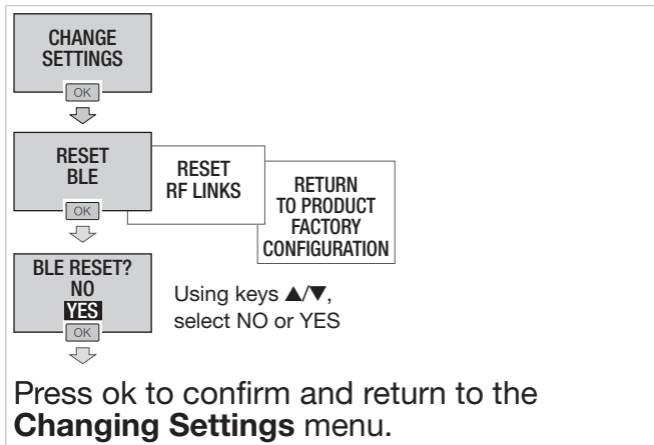 CHANGE
SETTINGS
OK
RESET
BLE
OK
RESET
RF LINKS
RETURN
TO PRODUCT
FACTORY
CONFIGURATION
BLE RESET?
NO
YES
OK
Using keys ▲/▼,
select NO or YES
Press ok to confirm and return to the
Changing Settings menu.